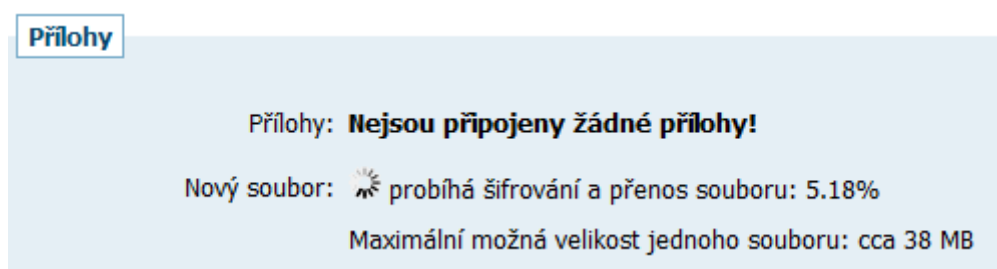 Přílohy
Přílohy: Nejsou připojeny žádné přílohy!
Nový soubor: probíhá šifrování a přenos souboru: 5.18%
Maximální možná velikost jednoho souboru: cca 38 MB